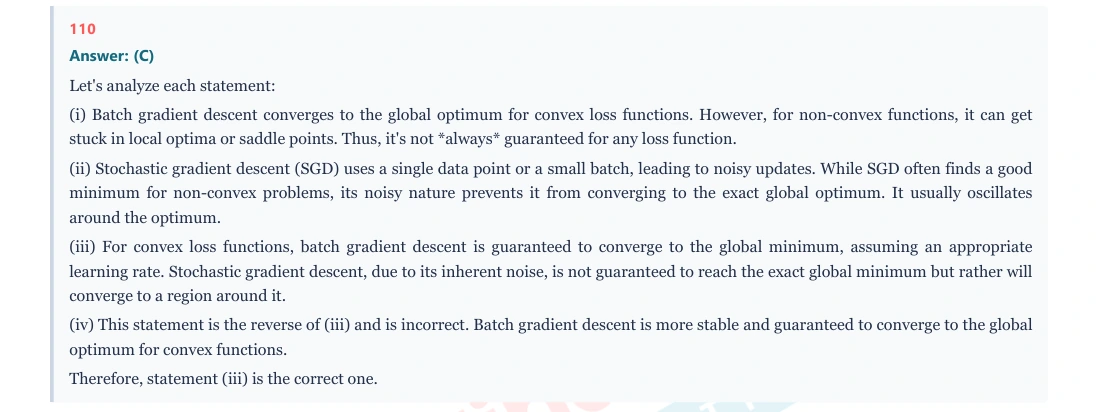 110
Answer: (C)
Let's analyze each statement:
(i) Batch gradient descent converges to the global optimum for convex loss functions. However, for non-convex functions, it can get
stuck in local optima or saddle points. Thus, it's not *always* guaranteed for any loss function.
(ii) Stochastic gradient descent (SGD) uses a single data point or a small batch, leading to noisy updates. While SGD often finds a good
minimum for non-convex problems, its noisy nature prevents it from converging to the exact global optimum. It usually oscillates
around the optimum.
(iii) For convex loss functions, batch gradient descent is guaranteed to converge to the global minimum, assuming an appropriate
learning rate. Stochastic gradient descent, due to its inherent noise, is not guaranteed to reach the exact global minimum but rather will
converge to a region around it.
(iv) This statement is the reverse of (iii) and is incorrect. Batch gradient descent is more stable and guaranteed to converge to the global
optimum for convex functions.
Therefore, statement (iii) is the correct one.